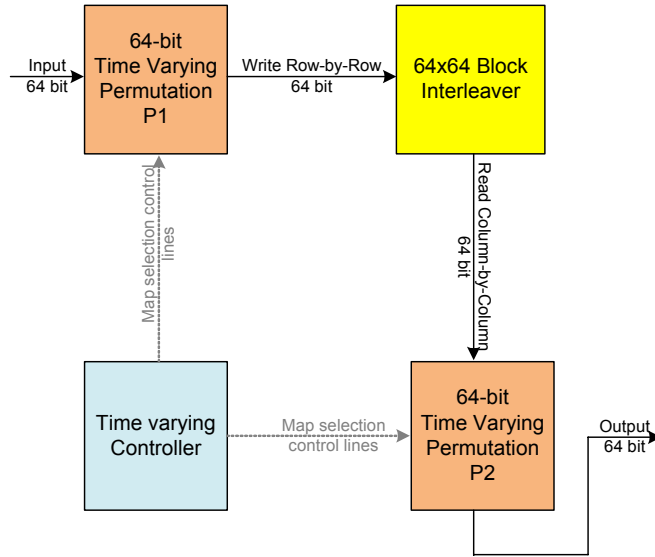 Input
64 bit
64-bit
Time Varying
Permutation
P1
Write Row-by-Row
64 bit
64x64 Block
Interleaver
Map selection control
lines
Read Column-by-Column
64 bit
Time varying
Controller
Map selection
control lines
64-bit
Time Varying
Permutation
P2
Output
64 bit